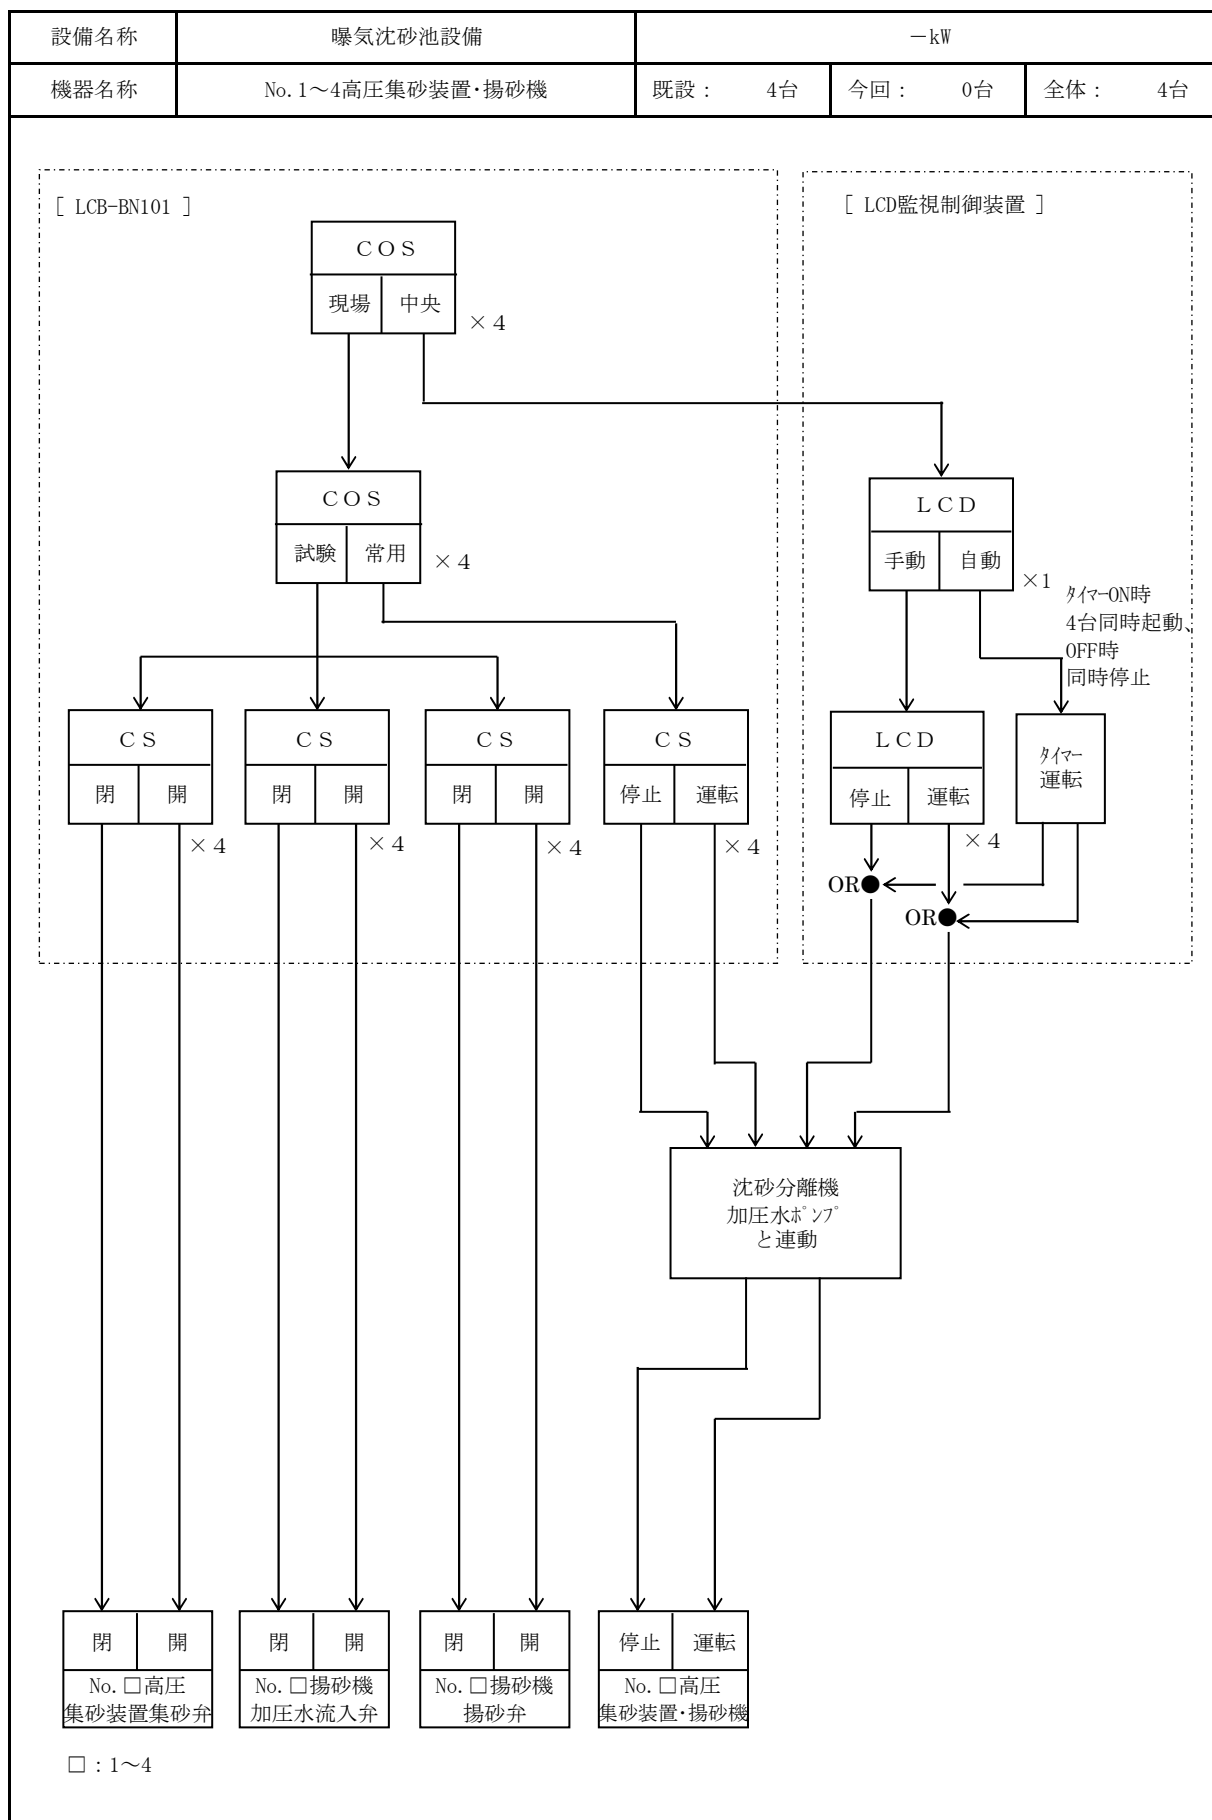 設備名称 曝気沈砂池設備 －kW
機器名称 No.1～4高圧集砂装置・揚砂機 既設： 4台 今回： 0台 全体： 4台
[ LCB-BN101 ]
[ LCD監視制御装置 ]
ＣＯＳ
現場 中央
×４
ＣＯＳ
試験 常用
×４
ＬＣＤ
手動 自動
×1
ﾀｲﾏｰON時
4台同時起動、
OFF時
同時停止
ＣＳ
閉 開
×４
ＣＳ
閉 開
×４
ＣＳ
閉 開
×４
ＣＳ
停止 運転
×４
ＬＣＤ
停止 運転
×４
ﾀｲﾏｰ
運転
OR
OR
沈砂分離機
加圧水ﾎﾟﾝﾌﾟ
と連動
閉 開
No.□高圧
集砂装置集砂弁
閉 開
No.□揚砂機
加圧水流入弁
閉 開
No.□揚砂機
揚砂弁
停止 運転
No.□高圧
集砂装置・揚砂機
□：1～4